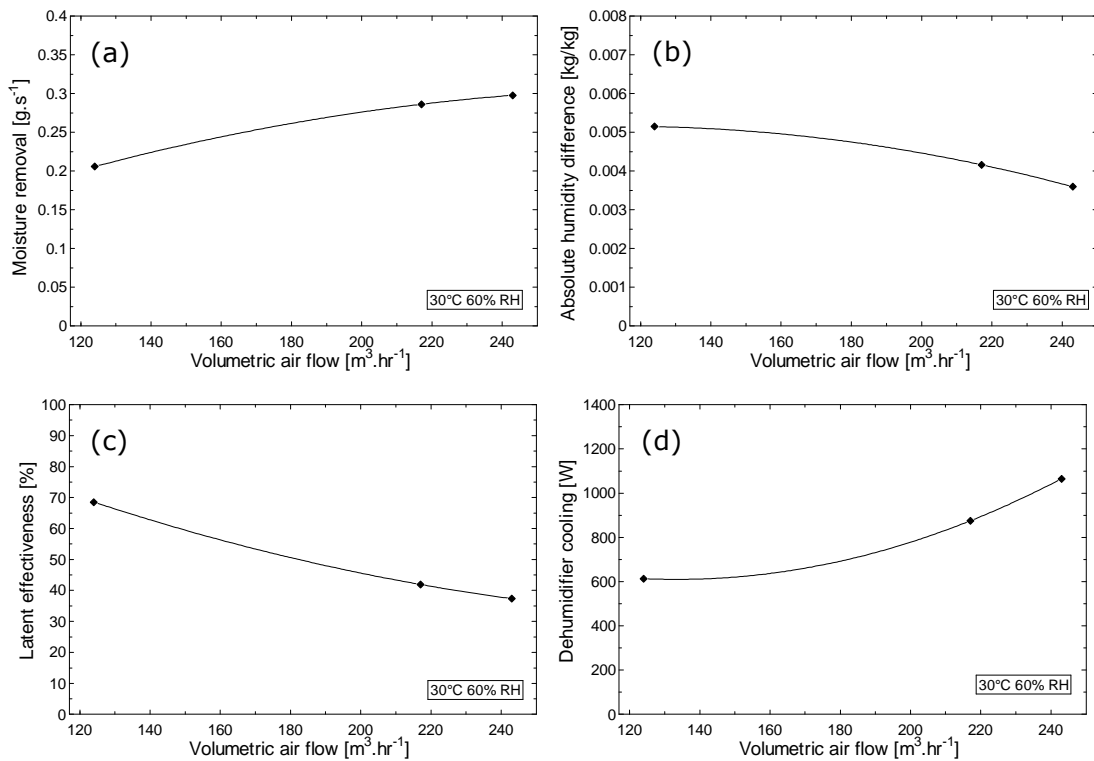 (a)
Moisture removal [g.s⁻¹]
0.4
0.35
0.3
0.25
0.2
0.15
0.1
0.05
0
30°C 60% RH
120 140 160 180 200 220 240
Volumetric air flow [m³.hr⁻¹]
(b)
Absolute humidity difference [kg/kg]
0.008
0.007
0.006
0.005
0.004
0.003
0.002
0.001
0
30°C 60% RH
120 140 160 180 200 220 240
Volumetric air flow [m³.hr⁻¹]
(c)
Latent effectiveness [%]
100
90
80
70
60
50
40
30
20
10
0
30°C 60% RH
120 140 160 180 200 220 240
Volumetric air flow [m³.hr⁻¹]
(d)
Dehumidifier cooling [W]
1400
1200
1000
800
600
400
200
0
30°C 60% RH
120 140 160 180 200 220 240
Volumetric air flow [m³.hr⁻¹]